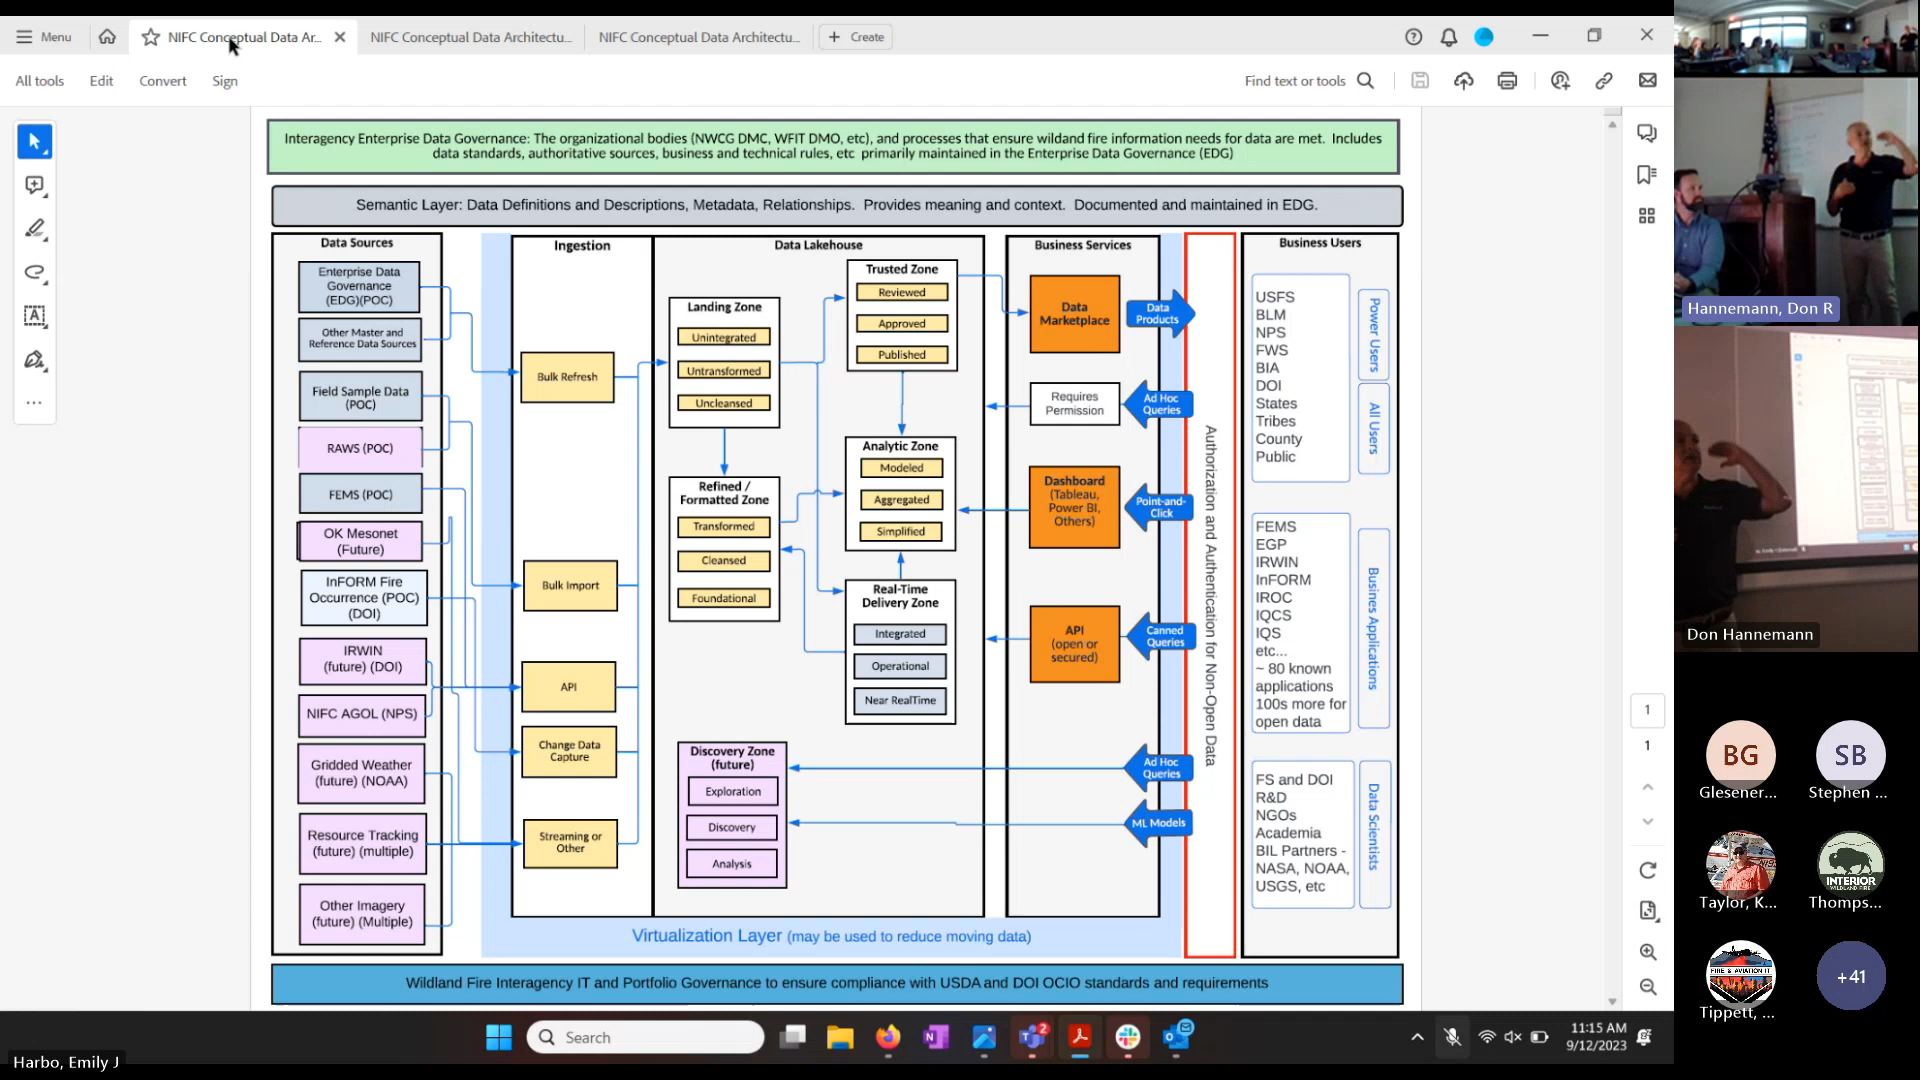 Menu
NIFC Conceptual Data Ar...
NIFC Conceptual Data Architectu...
NIFC Conceptual Data Architectu...
Create
All tools
Edit
Convert
Sign
Find text or tools
Interagency Enterprise Data Governance: The organizational bodies (NWCG DMC, WFIT DMO, etc), and processes that ensure wildand fire information needs for data are met. Includes
data standards, authoritative sources, business and technical rules, etc primarily maintained in the Enterprise Data Governance (EDG)
Semantic Layer: Data Definitions and Descriptions, Metadata, Relationships. Provides meaning and context. Documented and maintained in EDG.
Data Sources
Enterprise Data
Governance
(EDG)(POC)
Other Master and
Reference Data Sources
Field Sample Data
(POC)
RAWS (POC)
FEMS (POC)
OK Mesonet
(Future)
InFORM Fire
Occurrence (POC)
(DOI)
IRWIN
(future) (DOI)
NIFC AGOL (NPS)
Gridded Weather
(future) (NOAA)
Resource Tracking
(future) (multiple)
Other Imagery
(future) (Multiple)
Ingestion
Bulk Refresh
Bulk Import
API
Change Data
Capture
Streaming or
Other
Data Lakehouse
Landing Zone
Unintegrated
Untransformed
Uncleansed
Refined /
Formatted Zone
Transformed
Cleansed
Foundational
Trusted Zone
Reviewed
Approved
Published
Analytic Zone
Modeled
Aggregated
Simplified
Real-Time
Delivery Zone
Integrated
Operational
Near RealTime
Discovery Zone
(future)
Exploration
Discovery
Analysis
Business Services
Data
Marketplace
Requires
Permission
Dashboard
(Tableau,
Power BI,
Others)
API
(open or
secured)
Data
Products
Ad Hoc
Queries
Point-and-
Click
Canned
Queries
Ad Hoc
Queries
ML Models
Authorization and Authentication for Non-Open Data
Business Users
USFS
BLM
NPS
FWS
BIA
DOI
States
Tribes
County
Public
Power Users
All Users
FEMS
EGP
IRWIN
InFORM
IROC
IQCS
IQS
etc...
~ 80 known
applications
100s more for
open data
Busines Applications
FS and DOI
R&D
NGOs
Academia
BIL Partners -
NASA, NOAA,
USGS, etc
Data Scientists
Virtualization Layer (may be used to reduce moving data)
Wildland Fire Interagency IT and Portfolio Governance to ensure compliance with USDA and DOI OCIO standards and requirements
1
1
Search
2
11:15 AM
9/12/2023
Harbo, Emily J
Hannemann, Don R
Don Hannemann
BG
Glesener...
SB
Stephen ...
Taylor, K...
INTERIOR
WILDLAND FIRE
Thomps...
FIRE & AVIATION IT
Tippett, ...
+41